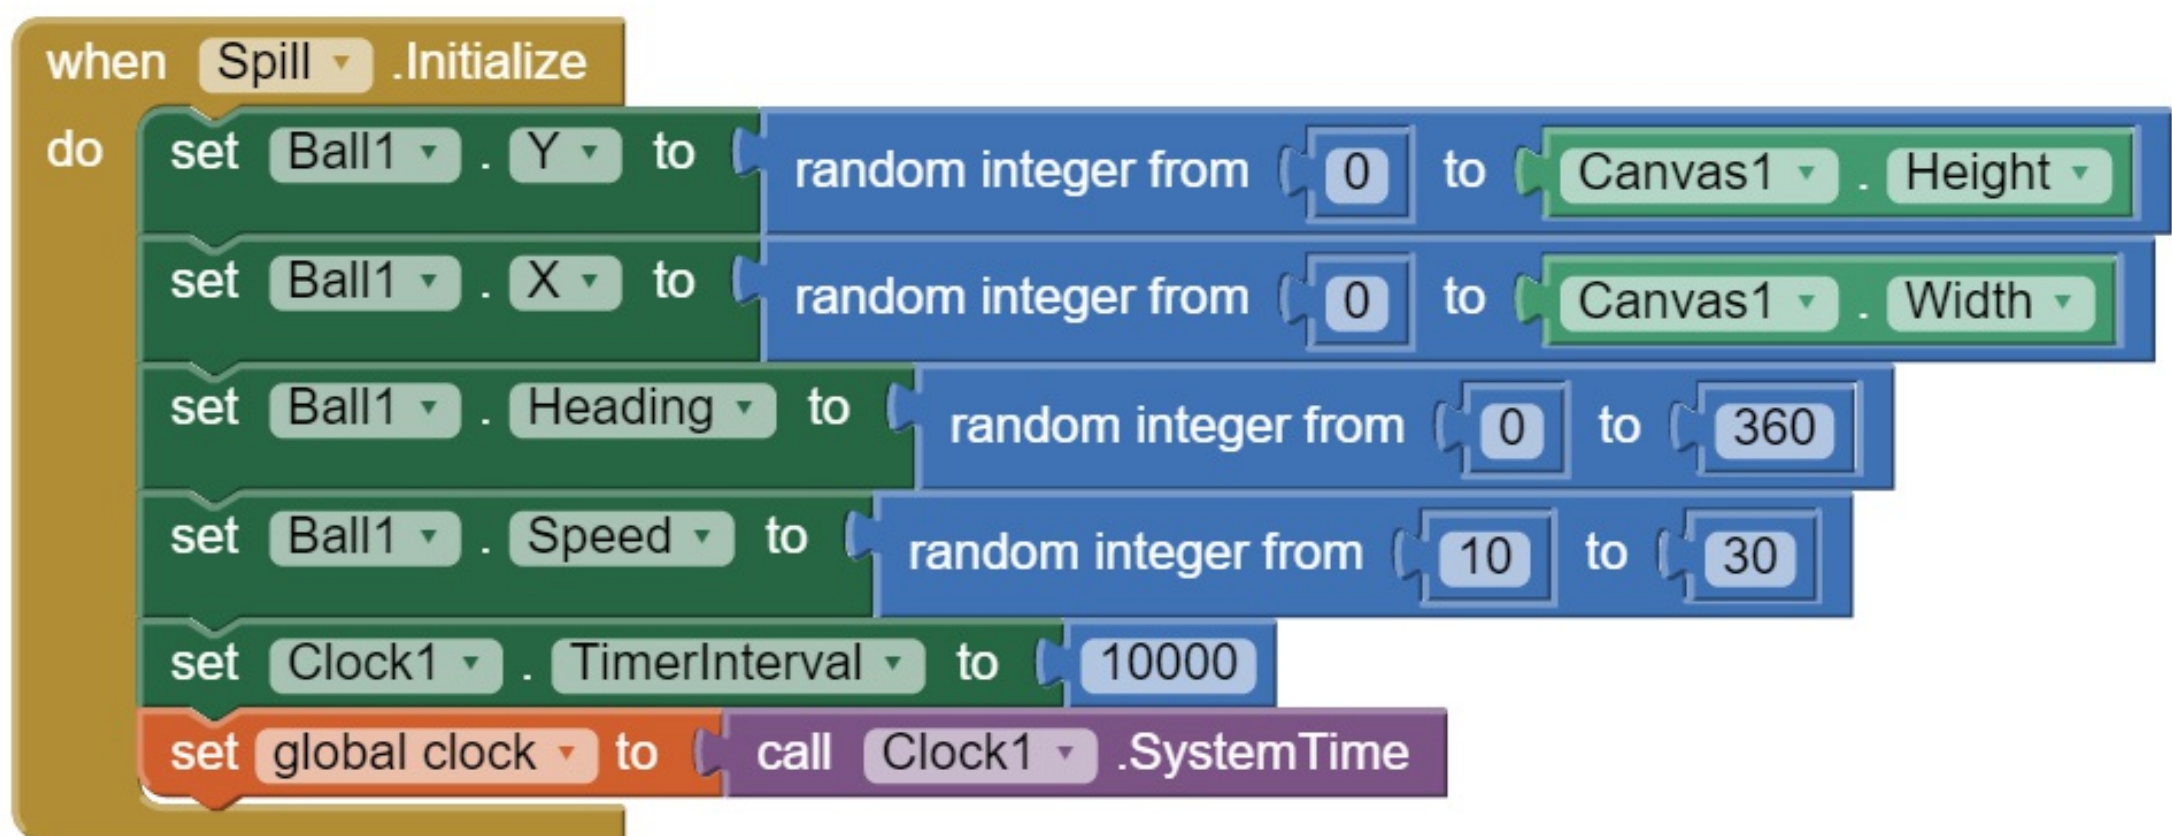 when Spill .Initialize
do set Ball1 . Y to random integer from 0 to Canvas1 . Height
set Ball1 . X to random integer from 0 to Canvas1 . Width
set Ball1 . Heading to random integer from 0 to 360
set Ball1 . Speed to random integer from 10 to 30
set Clock1 . TimerInterval to 10000
set global clock to call Clock1 .SystemTime